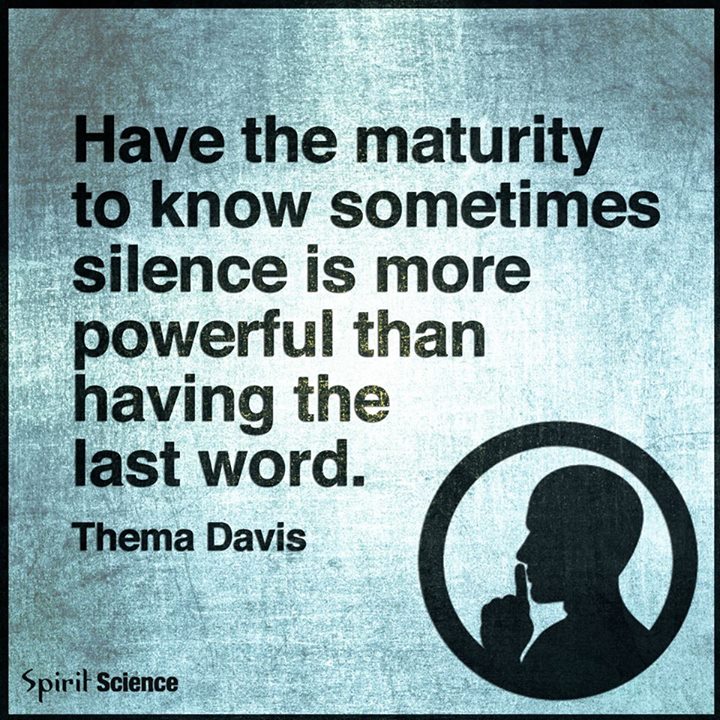 Have the maturity
to know sometimes
silence is more
powerful than
having the
last word.
Thema Davis
Spirit Science